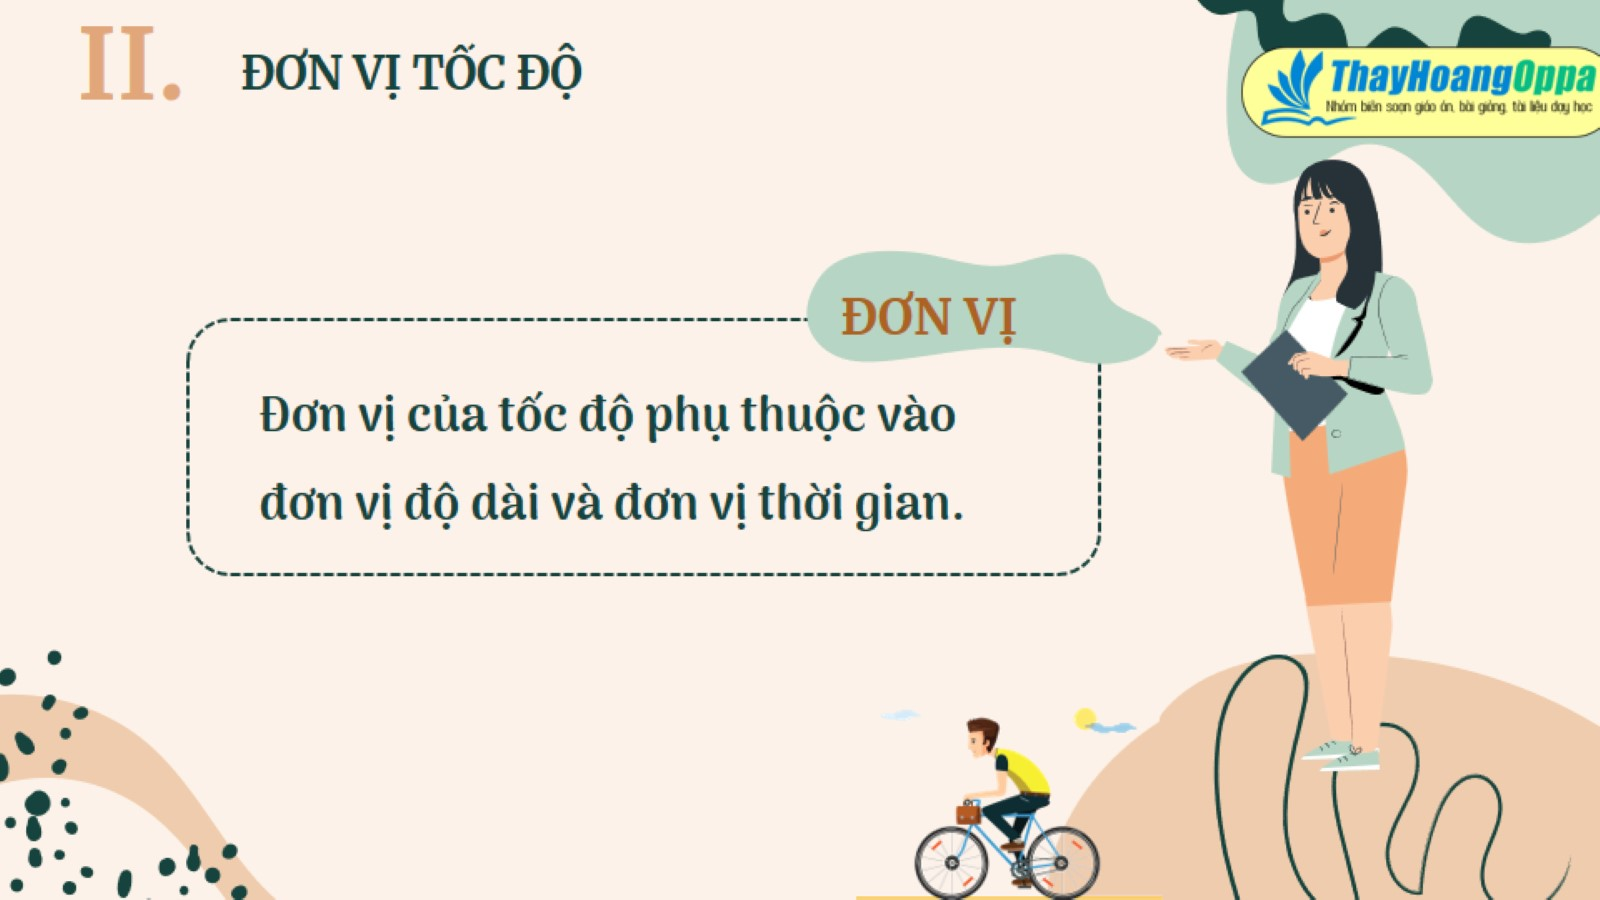 II. ĐƠN VỊ TỐC ĐỘ
ThayHoangOppa
Nhóm biên soạn giáo án, bài giảng, tài liệu dạy học
ĐƠN VỊ
Đơn vị của tốc độ phụ thuộc vào
đơn vị độ dài và đơn vị thời gian.